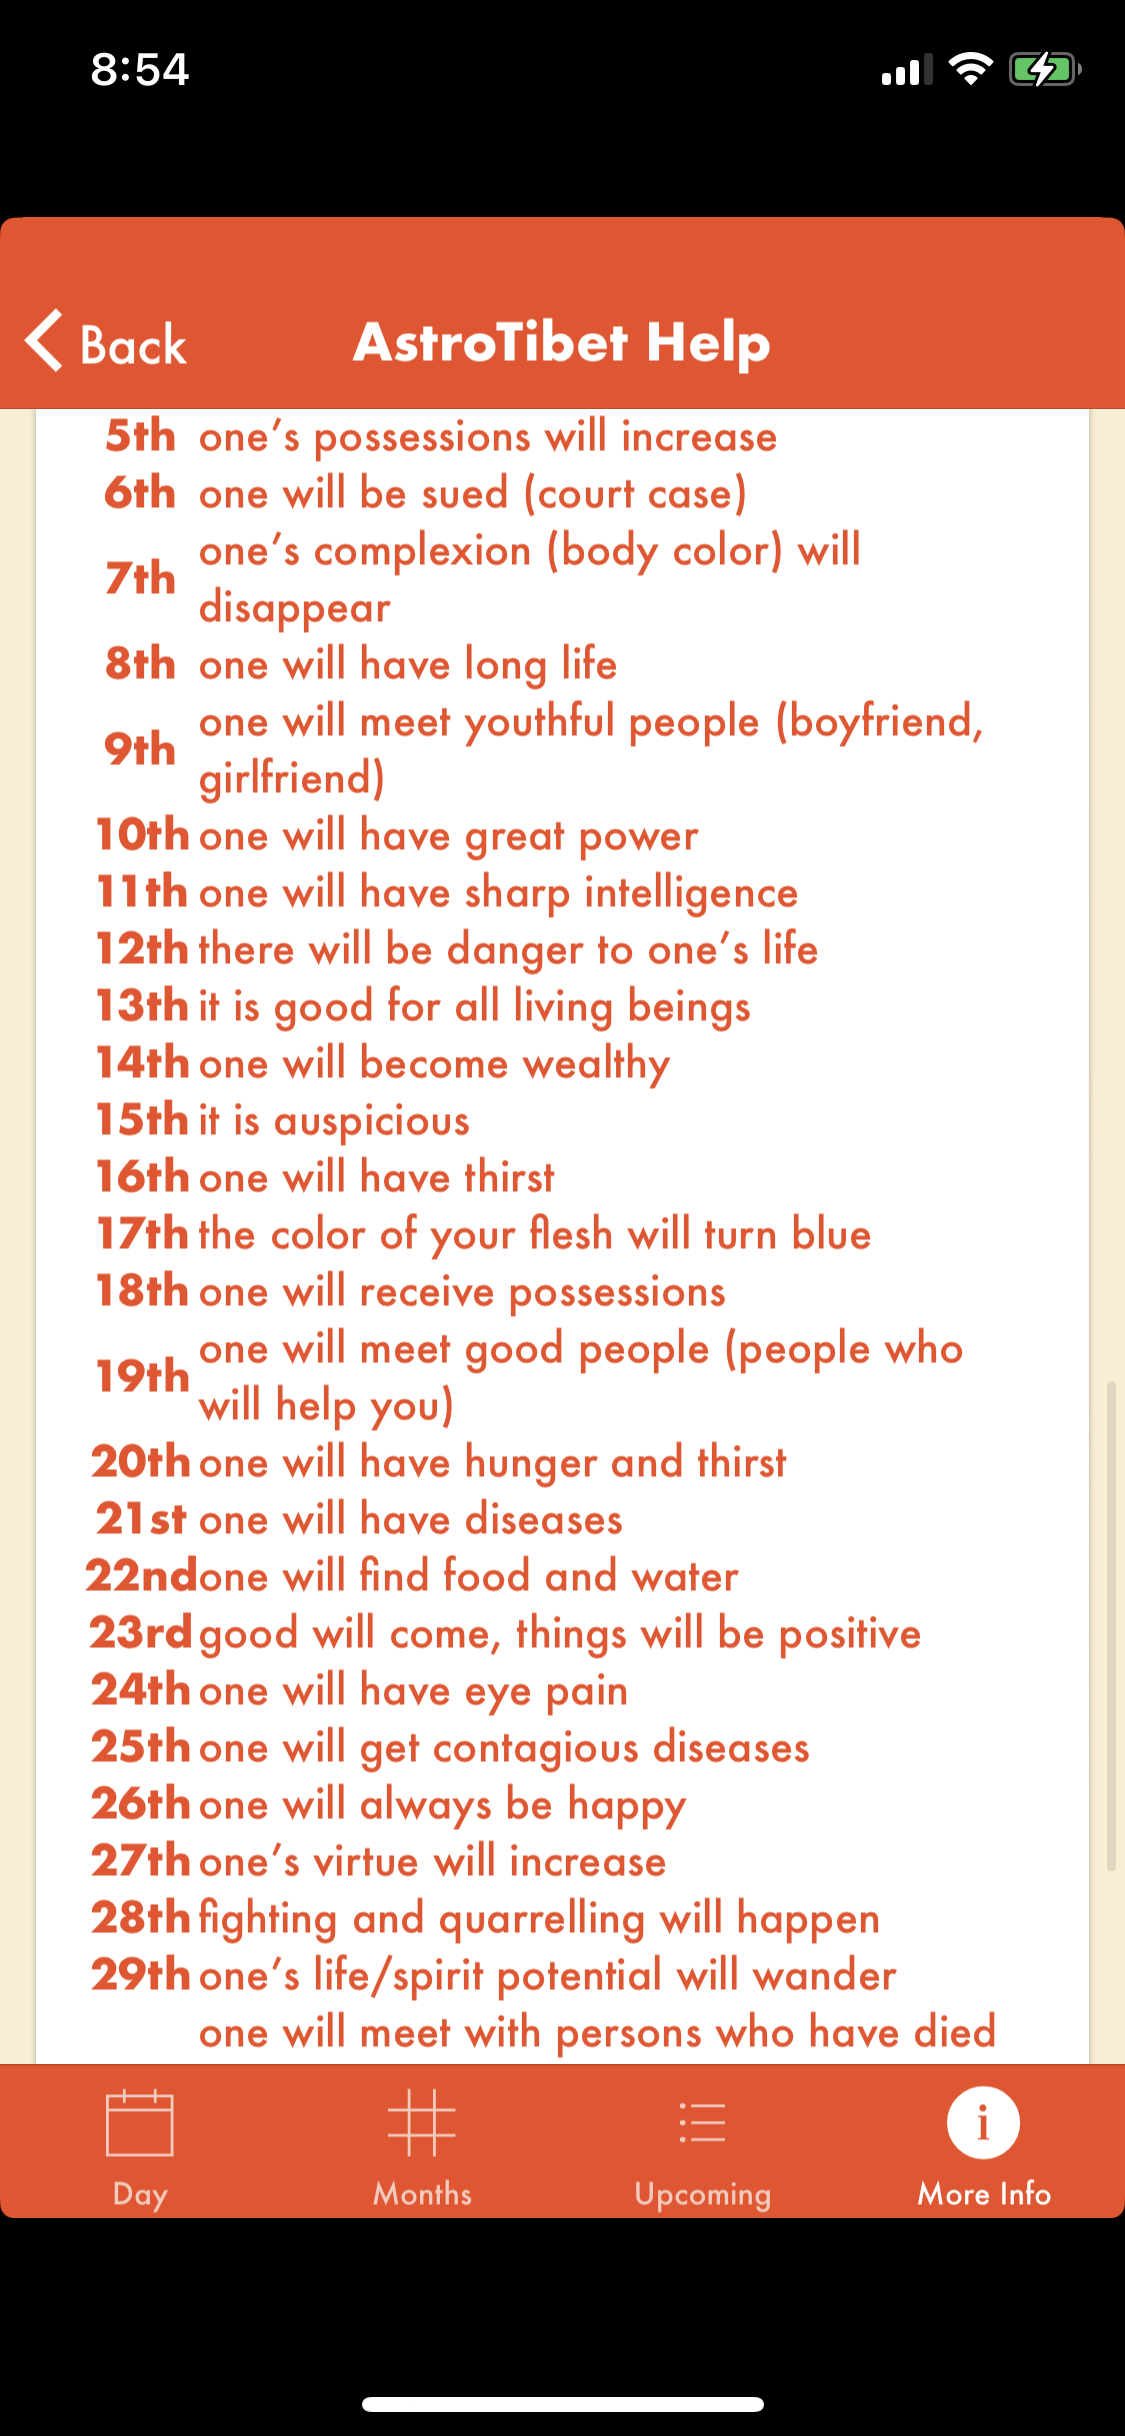 8:54
Back
AstroTibet Help
5th one's possessions will increase
6th one will be sued (court case)
7th one's complexion (body color) will
disappear
8th one will have long life
9th one will meet youthful people (boyfriend,
girlfriend)
10th one will have great power
11th one will have sharp intelligence
12th there will be danger to one's life
13th it is good for all living beings
14th one will become wealthy
15th it is auspicious
16th one will have thirst
17th the color of your flesh will turn blue
18th one will receive possessions
19th one will meet good people (people who
will help you)
20th one will have hunger and thirst
21st one will have diseases
22nd one will find food and water
23rd good will come, things will be positive
24th one will have eye pain
25th one will get contagious diseases
26th one will always be happy
27th one's virtue will increase
28th fighting and quarrelling will happen
29th one's life/spirit potential will wander
one will meet with persons who have died
Day
Months
Upcoming
More Info